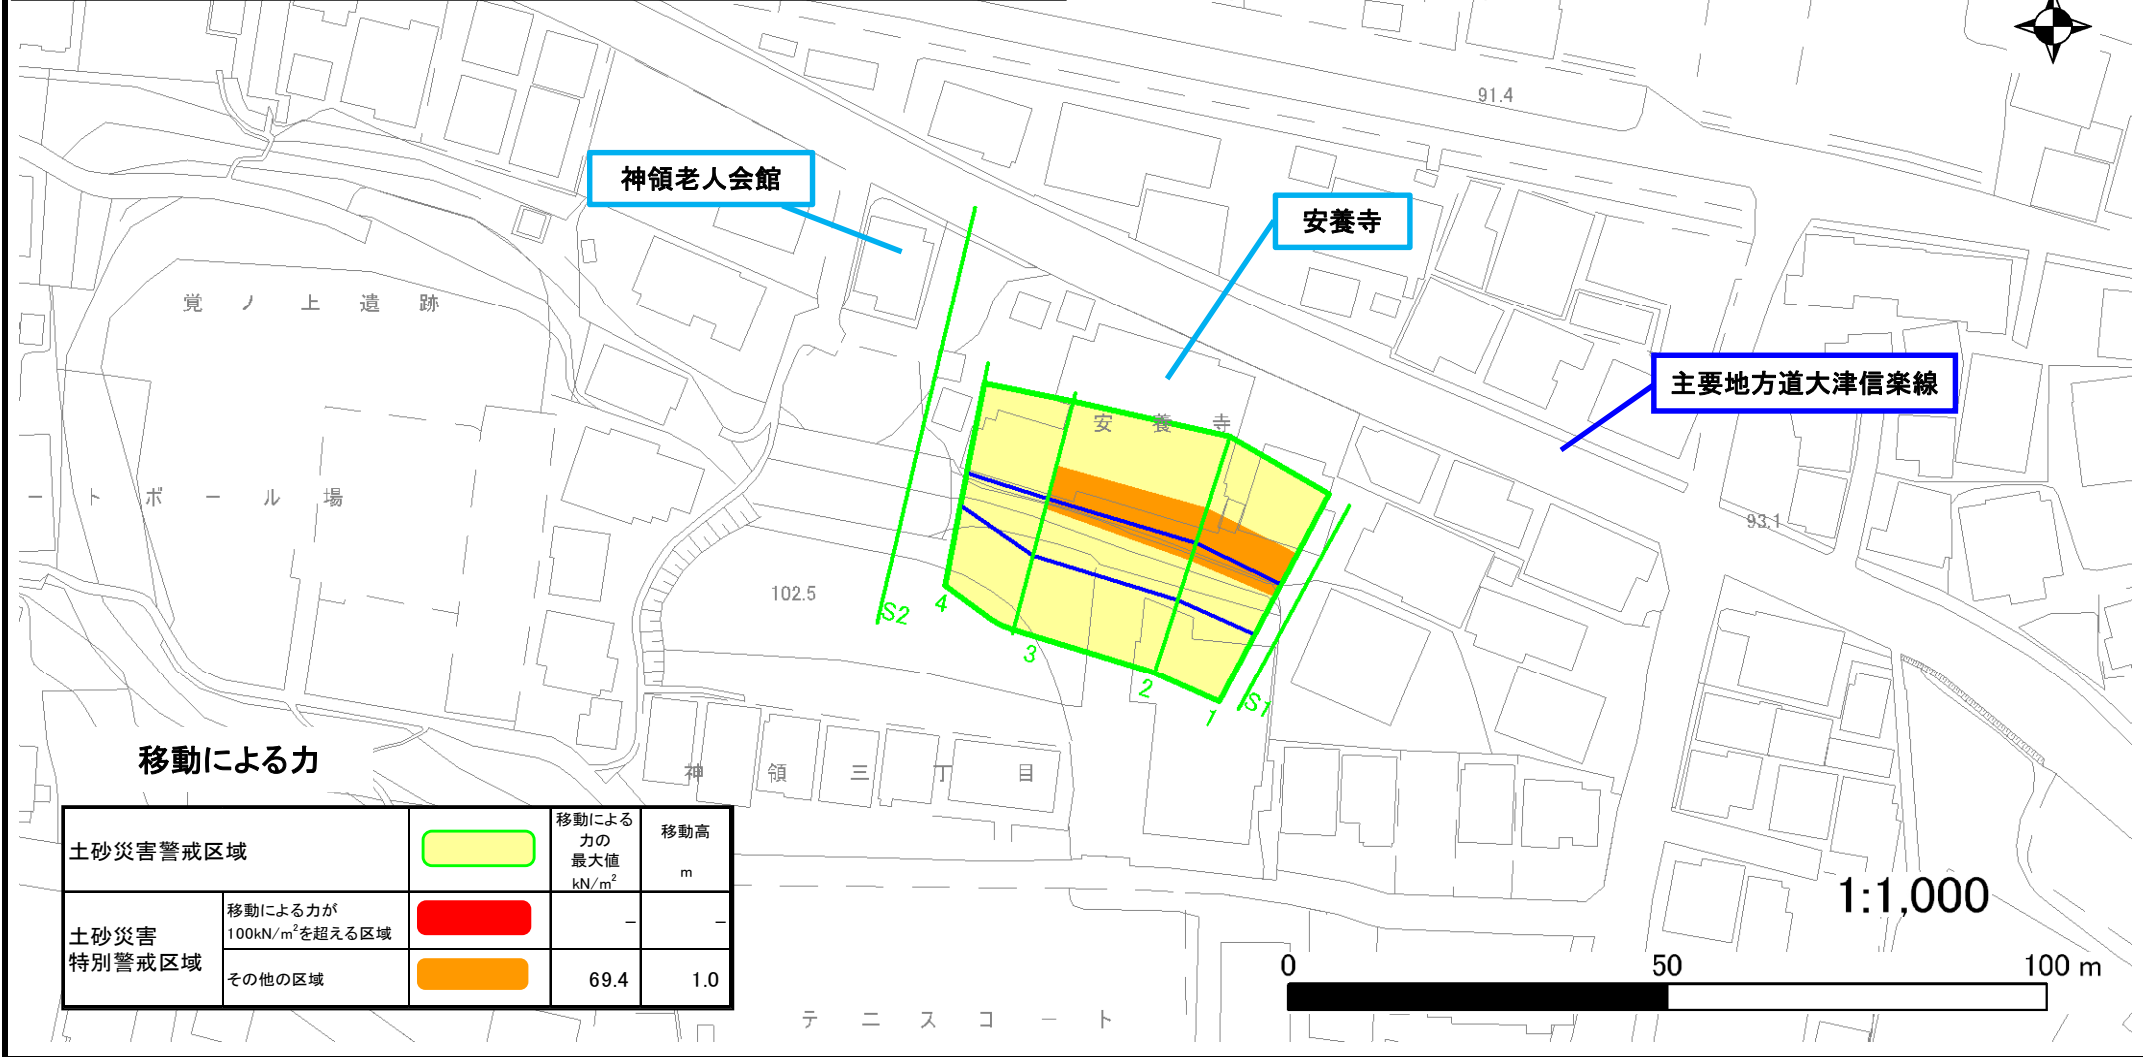 91.4
神領老人会館
安養寺
覚ノ上遺跡
主要地方道大津信楽線
安養寺
ートボール場
93.1
102.5
S2
4
3
2
1
S1
移動による力
神領三丁目
土砂災害警戒区域
移動による
力の
最大値
kN/m²
移動高
m
土砂災害
特別警戒区域
移動による力が
100kN/m²を超える区域
－
－
その他の区域
69.4
1.0
1:1,000
0
50
100 m
テニスコート